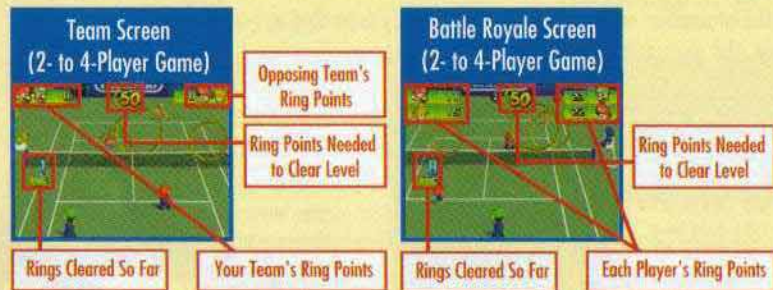 Team Screen
(2- to 4-Player Game)
Opposing Team's
Ring Points
50
Ring Points Needed
to Clear Level
Rings Cleared So Far
Your Team's Ring Points
Battle Royale Screen
(2- to 4-Player Game)
50
Ring Points Needed
to Clear Level
Rings Cleared So Far
Each Player's Ring Points